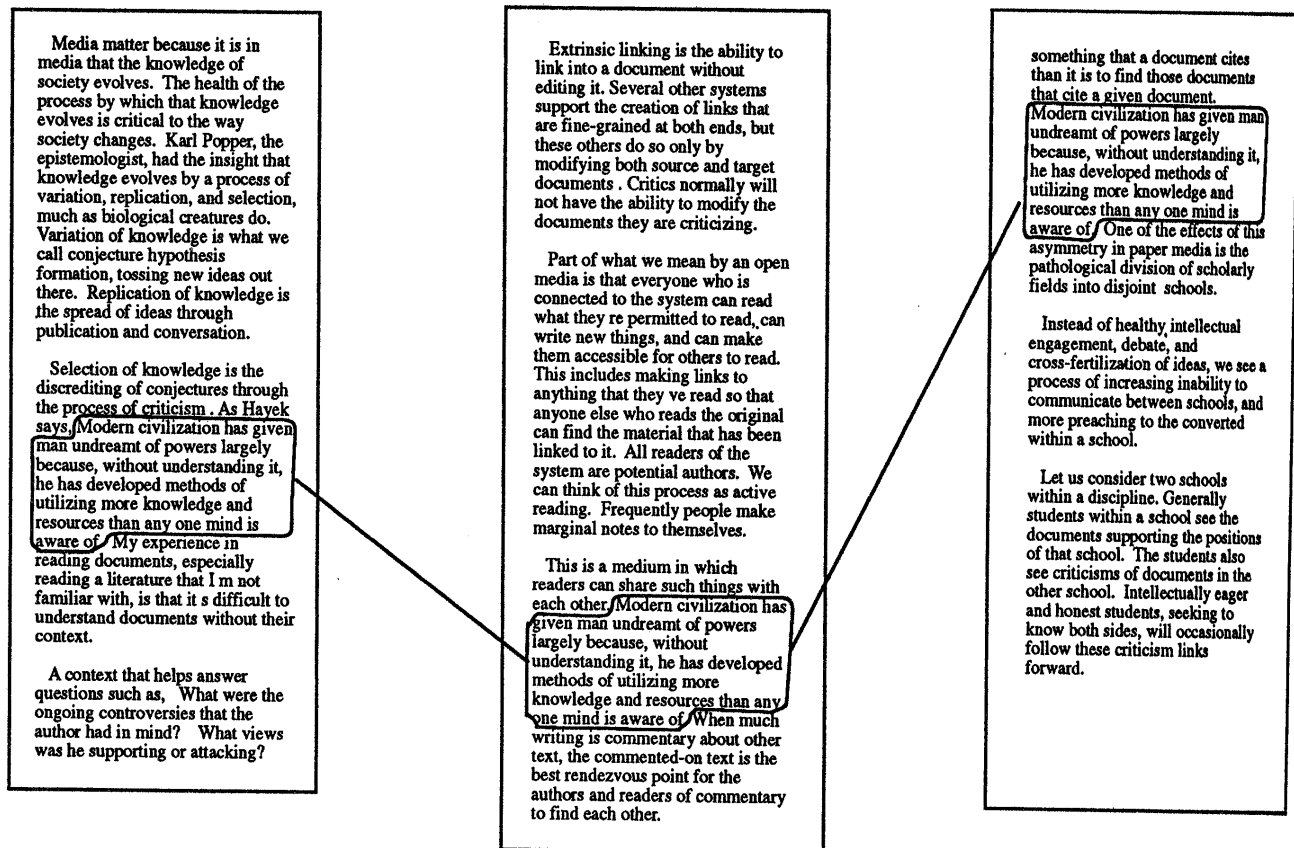 Media matter because it is in
media that the knowledge of
society evolves. The health of the
process by which that knowledge
evolves is critical to the way
society changes. Karl Popper, the
epistemologist, had the insight that
knowledge evolves by a process of
variation, replication, and selection,
much as biological creatures do.
Variation of knowledge is what we
call conjecture hypothesis
formation, tossing new ideas out
there. Replication of knowledge is
the spread of ideas through
publication and conversation.
Selection of knowledge is the
discrediting of conjectures through
the process of criticism . As Hayek
says, Modern civilization has given
man undreamt of powers largely
because, without understanding it,
he has developed methods of
utilizing more knowledge and
resources than any one mind is
aware of. My experience in
reading documents, especially
reading a literature that I m not
familiar with, is that it s difficult to
understand documents without their
context.
A context that helps answer
questions such as, What were the
ongoing controversies that the
author had in mind? What views
was he supporting or attacking?
Extrinsic linking is the ability to
link into a document without
editing it. Several other systems
support the creation of links that
are fine-grained at both ends, but
these others do so only by
modifying both source and target
documents . Critics normally will
not have the ability to modify the
documents they are criticizing.
Part of what we mean by an open
media is that everyone who is
connected to the system can read
what they re permitted to read, can
write new things, and can make
them accessible for others to read.
This includes making links to
anything that they ve read so that
anyone else who reads the original
can find the material that has been
linked to it. All readers of the
system are potential authors. We
can think of this process as active
reading. Frequently people make
marginal notes to themselves.
This is a medium in which
readers can share such things with
each other. Modern civilization has
given man undreamt of powers
largely because, without
understanding it, he has developed
methods of utilizing more
knowledge and resources than any
one mind is aware of. When much
writing is commentary about other
text, the commented-on text is the
best rendezvous point for the
authors and readers of commentary
to find each other.
something that a document cites
than it is to find those documents
that cite a given document.
Modern civilization has given man
undreamt of powers largely
because, without understanding it,
he has developed methods of
utilizing more knowledge and
resources than any one mind is
aware of. One of the effects of this
asymmetry in paper media is the
pathological division of scholarly
fields into disjoint schools.
Instead of healthy intellectual
engagement, debate, and
cross-fertilization of ideas, we see a
process of increasing inability to
communicate between schools, and
more preaching to the converted
within a school.
Let us consider two schools
within a discipline. Generally
students within a school see the
documents supporting the positions
of that school. The students also
see criticisms of documents in the
other school. Intellectually eager
and honest students, seeking to
know both sides, will occasionally
follow these criticism links
forward.